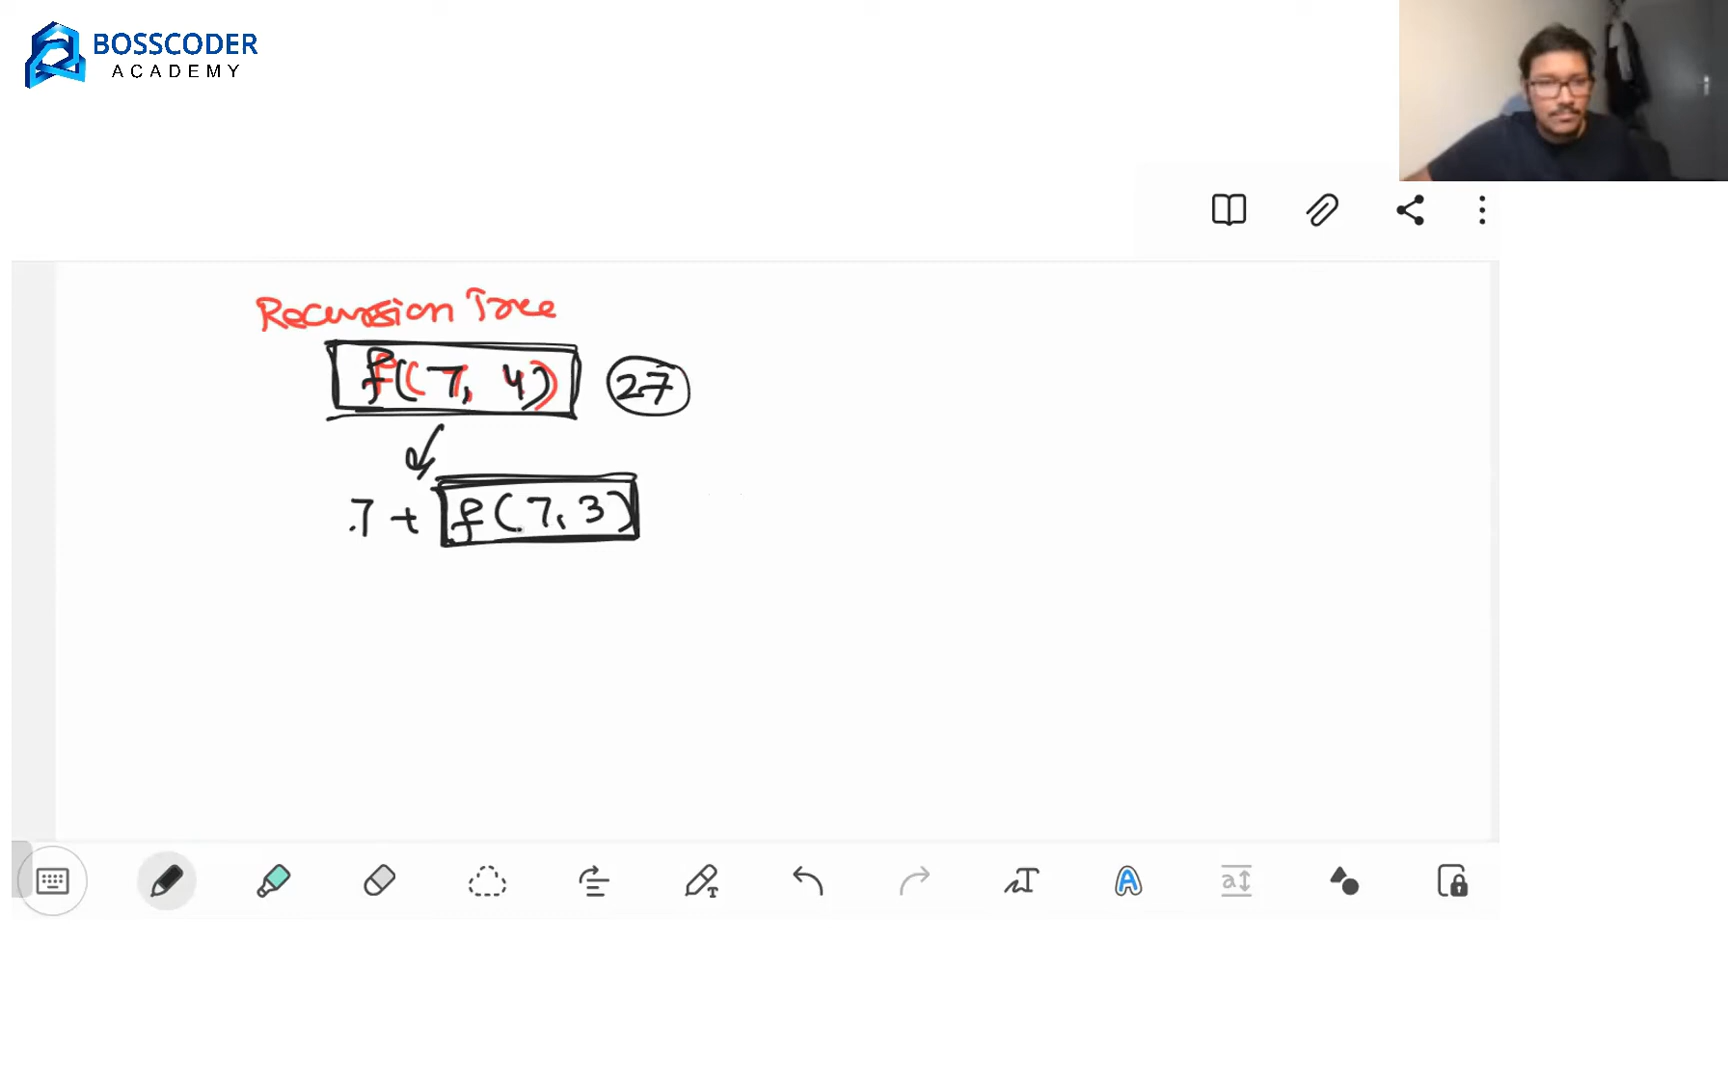 BOSSCODER
ACADEMY
Recursion Tree
f(7, 4) 27
7 + f(7, 3)